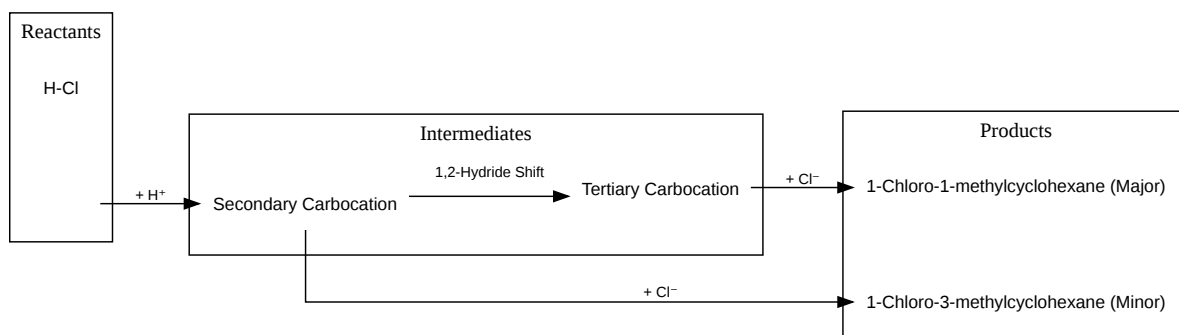 Reactants
H-Cl
+ H⁺
Intermediates
1,2-Hydride Shift
Secondary Carbocation
Tertiary Carbocation
+ Cl⁻
+ Cl⁻
Products
1-Chloro-1-methylcyclohexane (Major)
1-Chloro-3-methylcyclohexane (Minor)